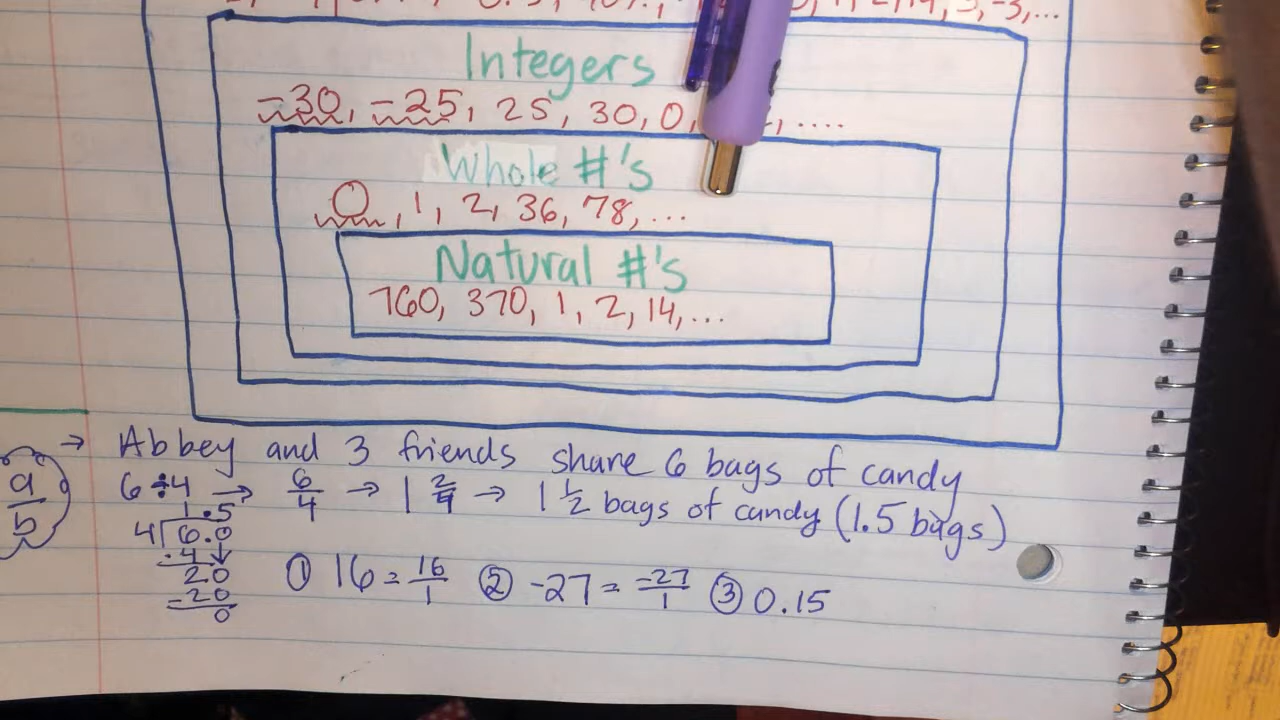 Integers
-30, -25, 25, 30, 0, ....
Whole #'s
0, 1, 2, 36, 78, ...
Natural #'s
760, 370, 1, 2, 14, ...
→ Abbey and 3 friends share 6 bags of candy
a/b
6 ÷ 4 → 6/4 → 1 2/4 → 1 1/2 bags of candy (1.5 bags)
1.5
4 6.0
-4
2.0
-20
0
① 16 = 16/1 ② -27 = -27/1 ③ 0.15